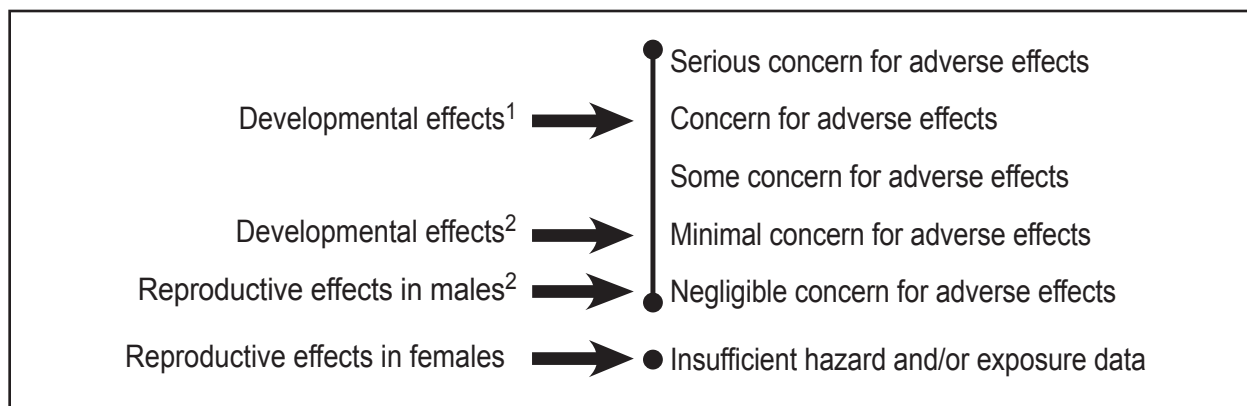 Serious concern for adverse effects
Developmental effects¹ Concern for adverse effects
Some concern for adverse effects
Developmental effects² Minimal concern for adverse effects
Reproductive effects in males² Negligible concern for adverse effects
Reproductive effects in females Insufficient hazard and/or exposure data